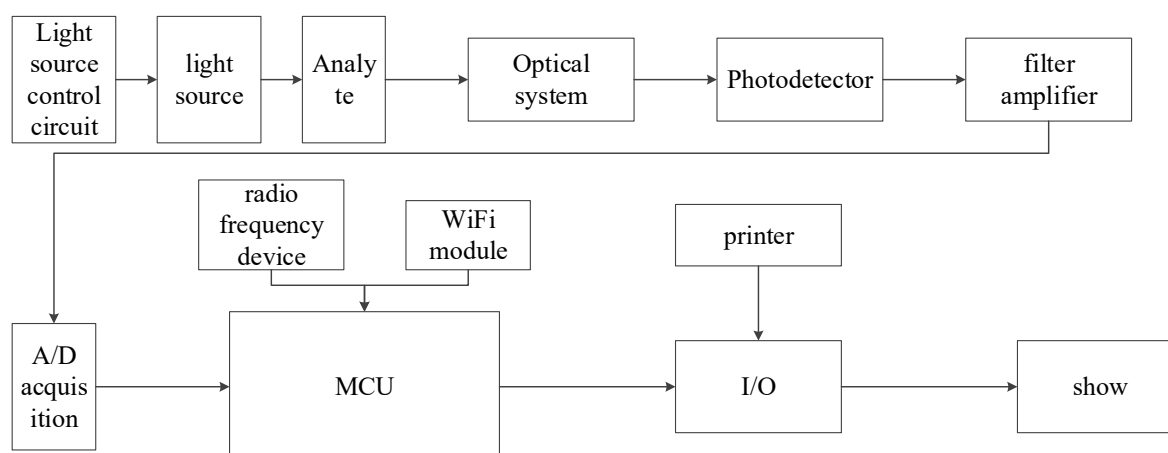 Light
source
control
circuit
light
source
Analy
te
Optical
system
Photodetector
filter
amplifier
radio
frequency
device
WiFi
module
printer
A/D
acquis
ition
MCU
I/O
show